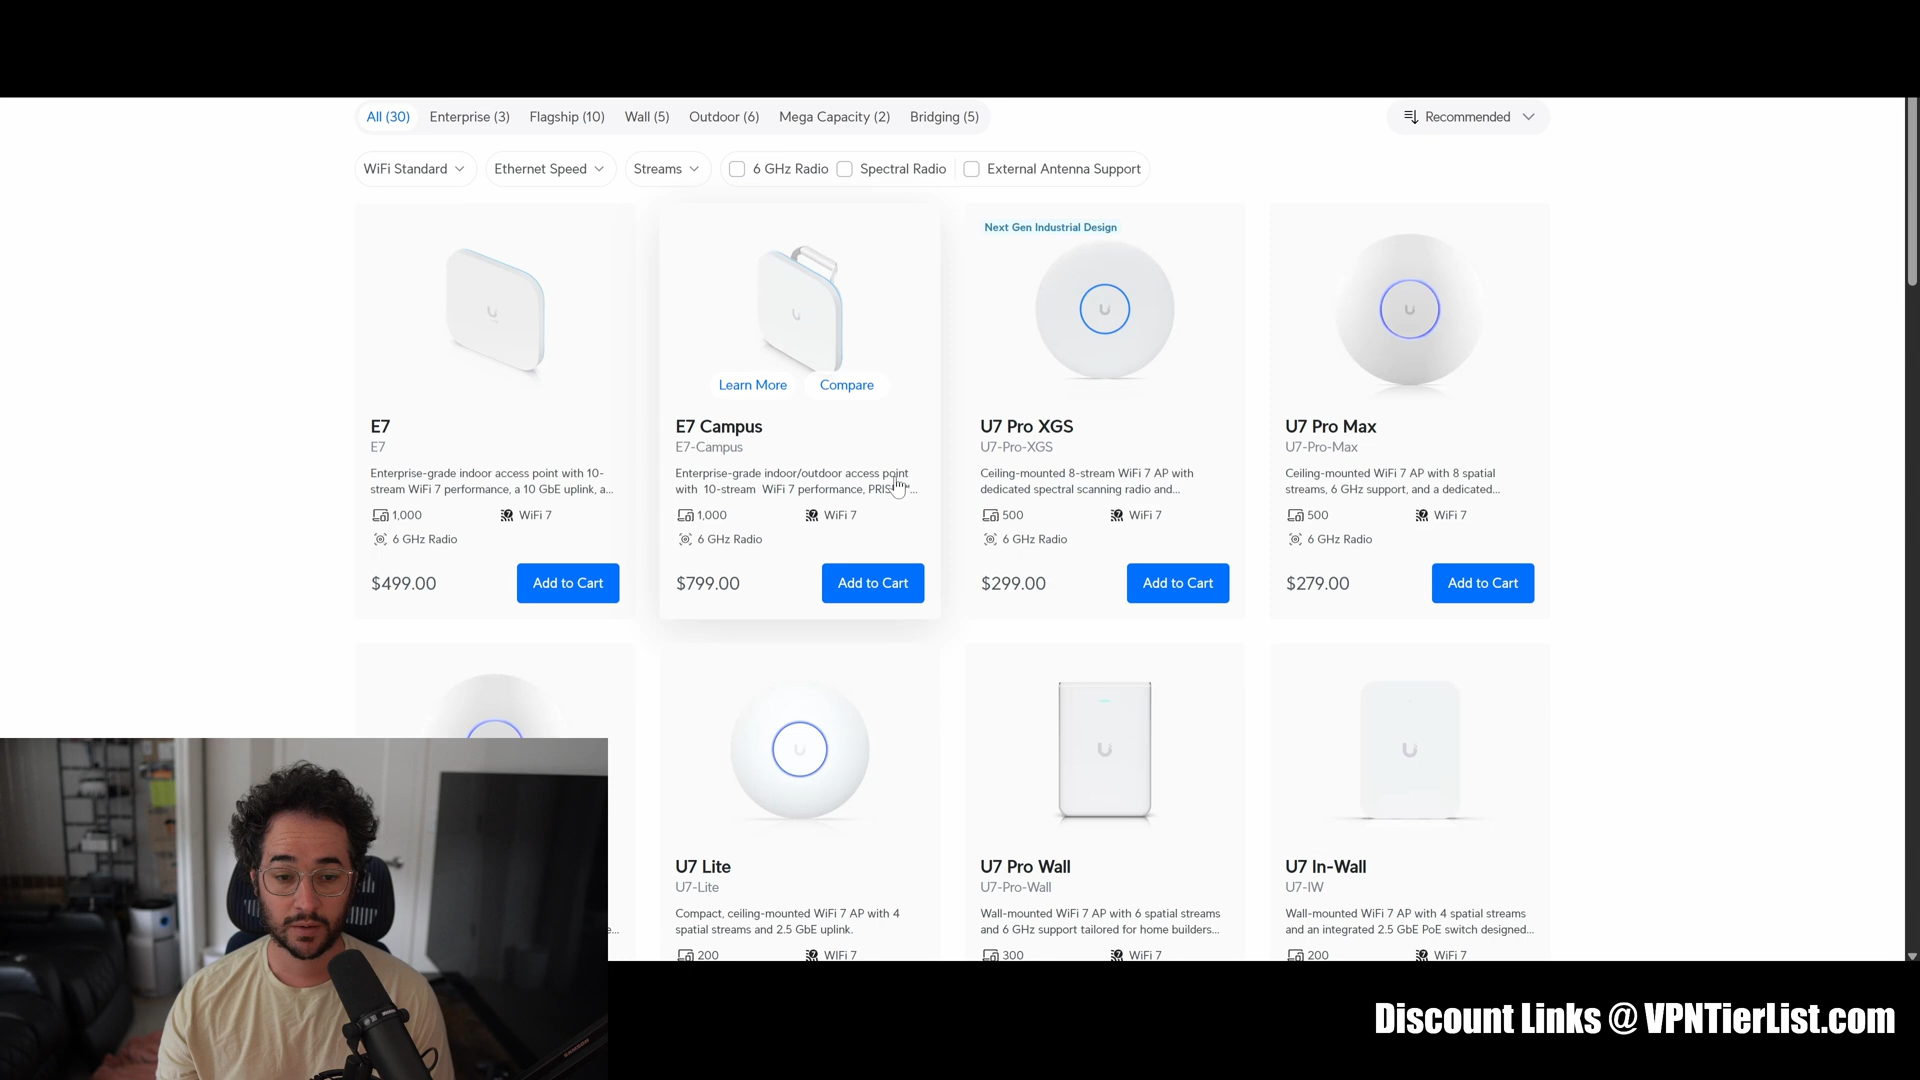 All (30) Enterprise (3) Flagship (10) Wall (5) Outdoor (6) Mega Capacity (2) Bridging (5) Recommended
WiFi Standard Ethernet Speed Streams 6 GHz Radio Spectral Radio External Antenna Support
Next Gen Industrial Design
Learn More Compare
E7
E7
Enterprise-grade indoor access point with 10-
stream WiFi 7 performance, a 10 GbE uplink, a...
1,000 WiFi 7
6 GHz Radio
$499.00 Add to Cart
E7 Campus
E7-Campus
Enterprise-grade indoor/outdoor access point
with 10-stream WiFi 7 performance,
1,000 WiFi 7
6 GHz Radio
$799.00 Add to Cart
U7 Pro XGS
U7-Pro-XGS
Ceiling-mounted 8-stream WiFi 7 AP with
dedicated spectral scanning radio and...
500 WiFi 7
6 GHz Radio
$299.00 Add to Cart
U7 Pro Max
U7-Pro-Max
Ceiling-mounted WiFi 7 AP with 8 spatial
streams, 6 GHz support, and a dedicated...
500 WiFi 7
6 GHz Radio
$279.00 Add to Cart
U7 Lite
U7-Lite
Compact, ceiling-mounted WiFi 7 AP with 4
spatial streams and 2.5 GbE uplink.
200 WiFi 7
U7 Pro Wall
U7-Pro-Wall
Wall-mounted WiFi 7 AP with 6 spatial streams
and 6 GHz support tailored for home builders...
300 WiFi 7
U7 In-Wall
U7-IW
Wall-mounted WiFi 7 AP with 4 spatial streams
and an integrated 2.5 GbE PoE switch designed...
200 WiFi 7
SAMSON
Discount Links @ VPNTierList.com